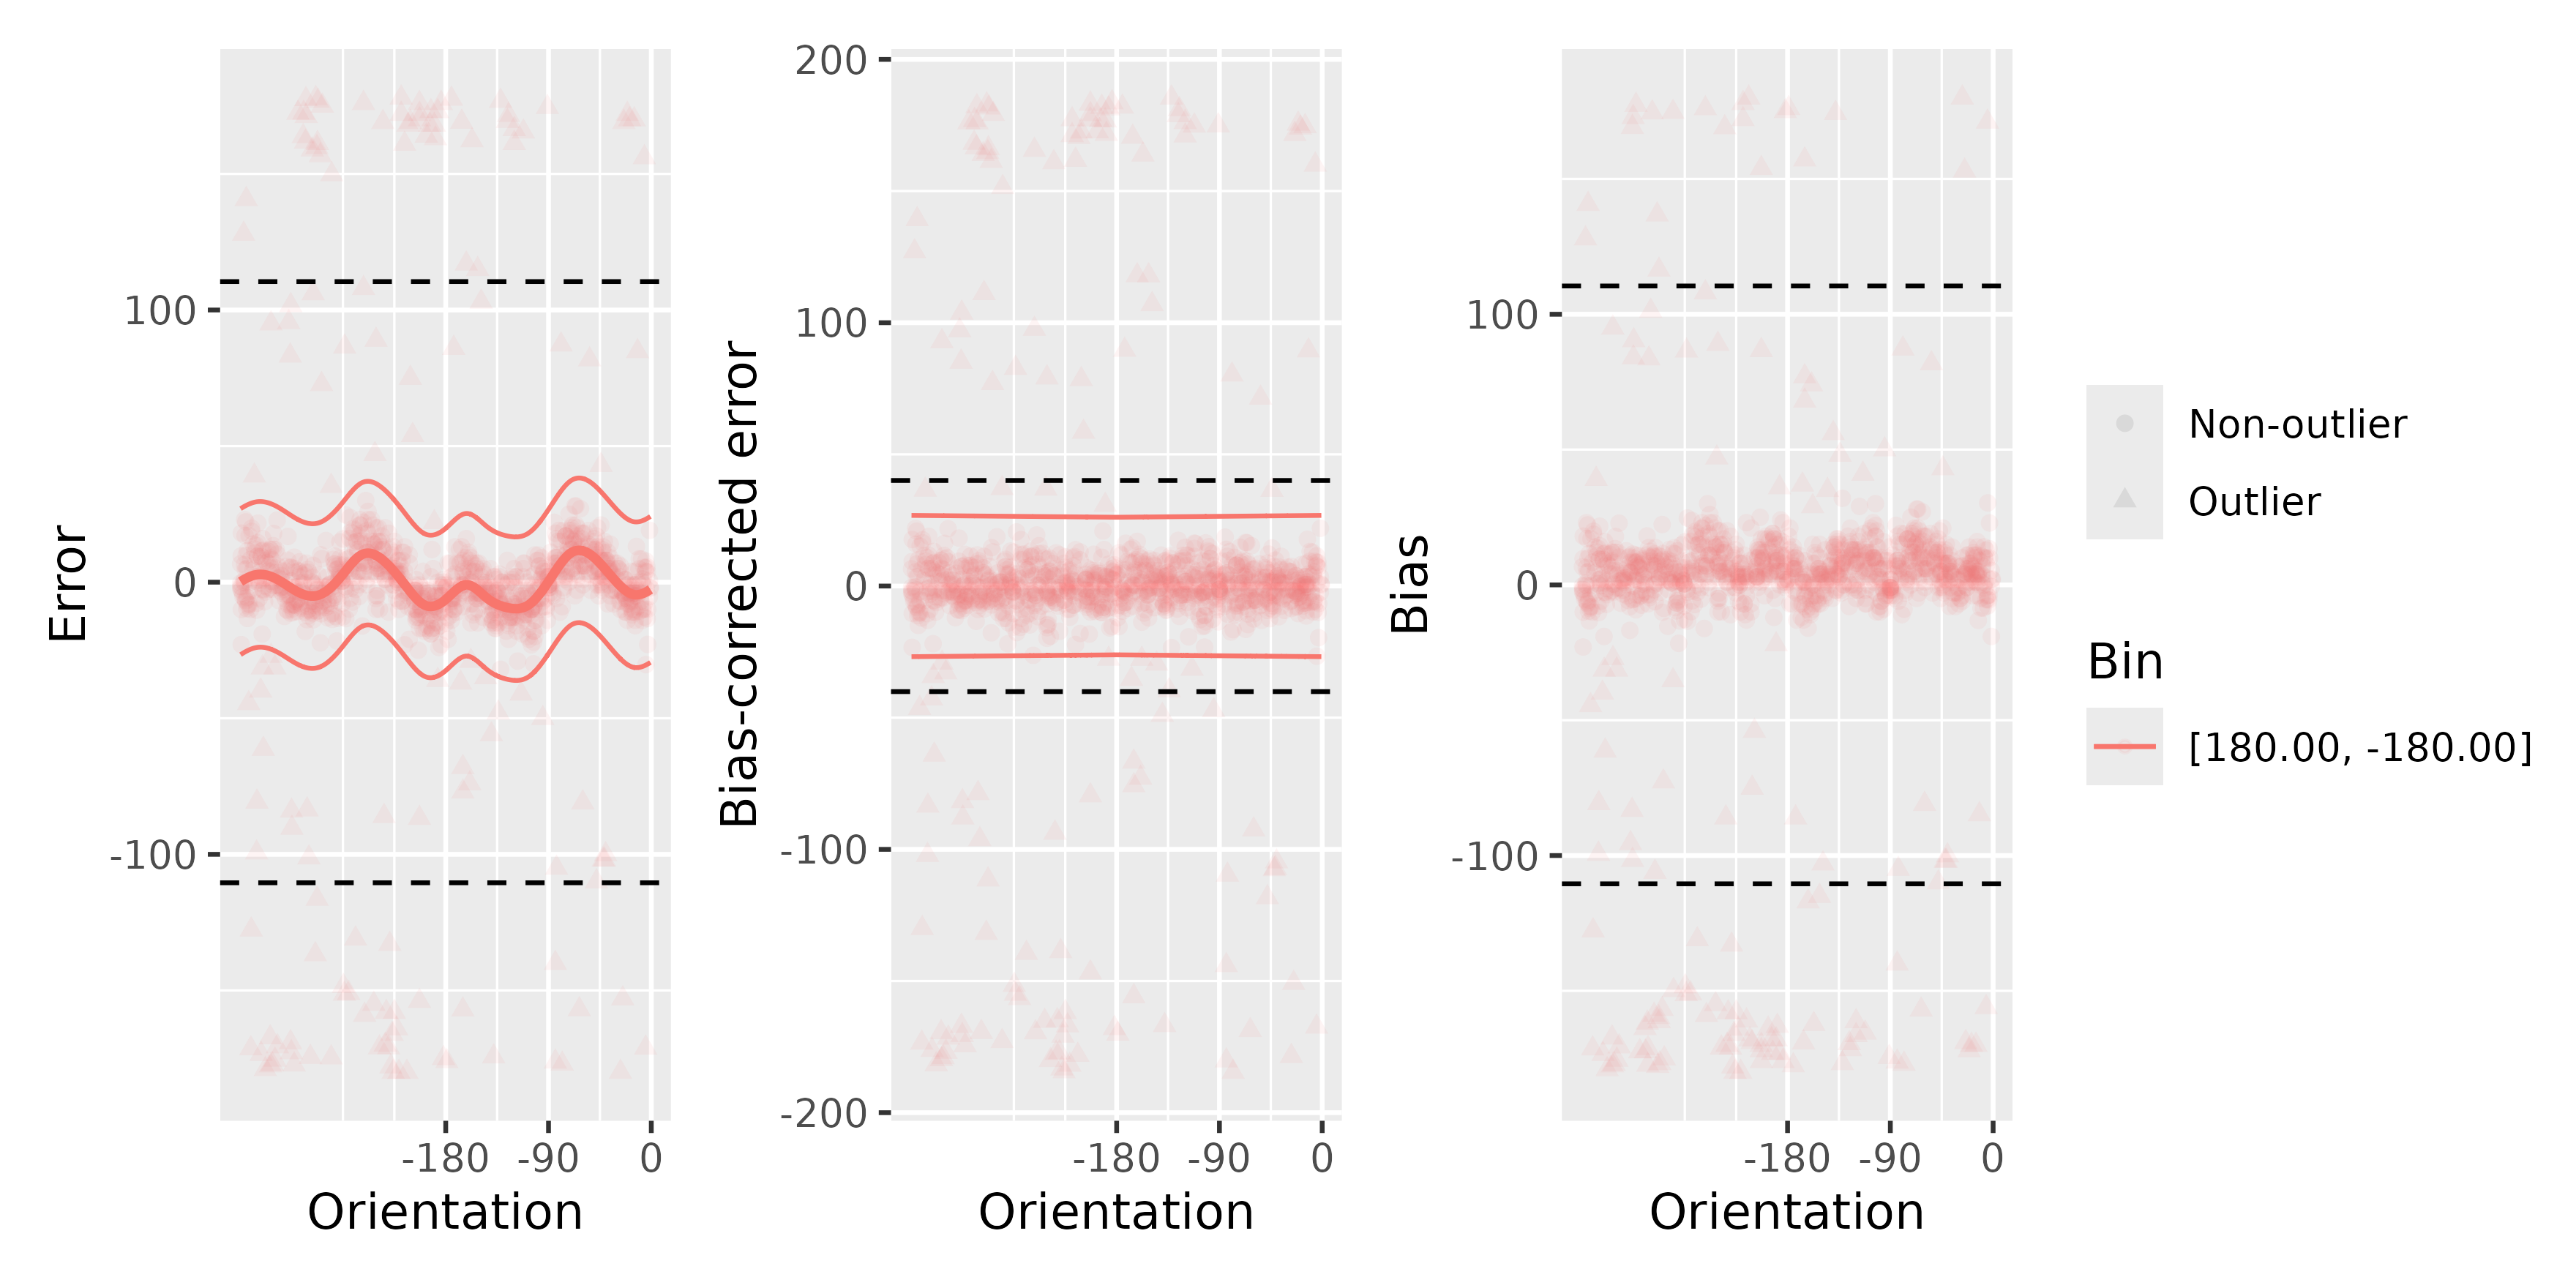 Error
100
0
-100
-180 -90 0
Orientation
Bias-corrected error
200
100
0
-100
-200
-180 -90 0
Orientation
Bias
100
0
-100
-180 -90 0
Orientation
Non-outlier
Outlier
Bin
[180.00, -180.00]